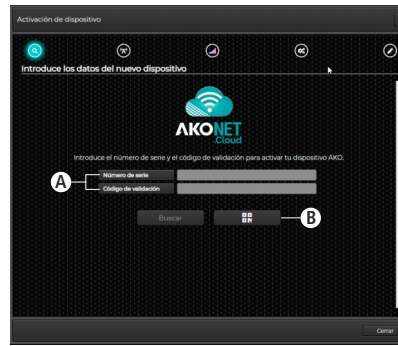 Activación de dispositivo
Introduce los datos del nuevo dispositivo
AKONET
.Cloud
Introduce el número de serie y el código de validación para activar tu dispositivo AKO.
A
Número de serie
Código de validación
Buscar
B
Cerrar